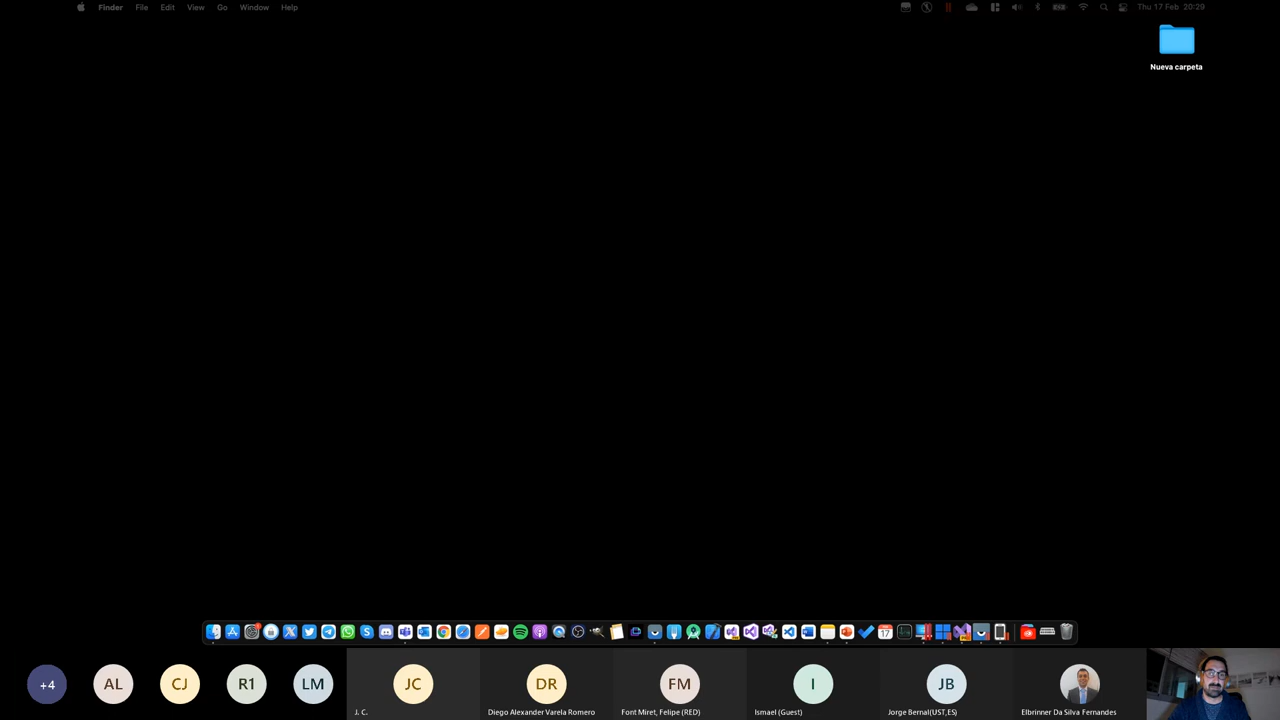 Finder File Edit View Go Window Help Thu 17 Feb 20:29
Nueva carpeta
17
+4 AL CJ R1 LM JC DR FM I JB
J. C. Diego Alexander Varela Romero Font Miret, Felipe (RED) Ismael (Guest) Jorge Bernal(UST,ES) Elbrinner Da Silva Fernandes